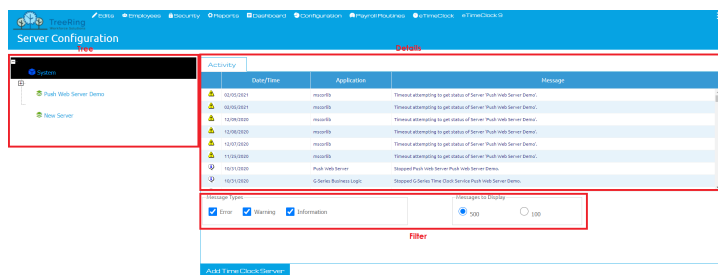 TreeRing
Edits Employees Security Reports Dashboard Configuration Payroll Routines eTimeClock eTimeClock9
Server Configuration
Tree
Details
System
Push Web Server Demo
New Server
Activity
Date/Time Application Message
02/05/2021 mscorlib Timeout attempting to get status of Server 'Push Web Server Demo'.
02/05/2021 mscorlib Timeout attempting to get status of Server 'Push Web Server Demo'.
12/09/2020 mscorlib Timeout attempting to get status of Server 'Push Web Server Demo'.
12/08/2020 mscorlib Timeout attempting to get status of Server 'Push Web Server Demo'.
12/07/2020 mscorlib Timeout attempting to get status of Server 'Push Web Server Demo'.
11/25/2020 mscorlib Timeout attempting to get status of Server 'Push Web Server Demo'.
10/31/2020 Push Web Server Stopped Push Web Server Push Web Server Demo.
10/31/2020 G-Series Business Logic Stopped G-Series Time Clock Service Push Web Server Demo.
Message Types
Error Warning Information
Messages to Display
500 100
Filter
Add Time Clock Server